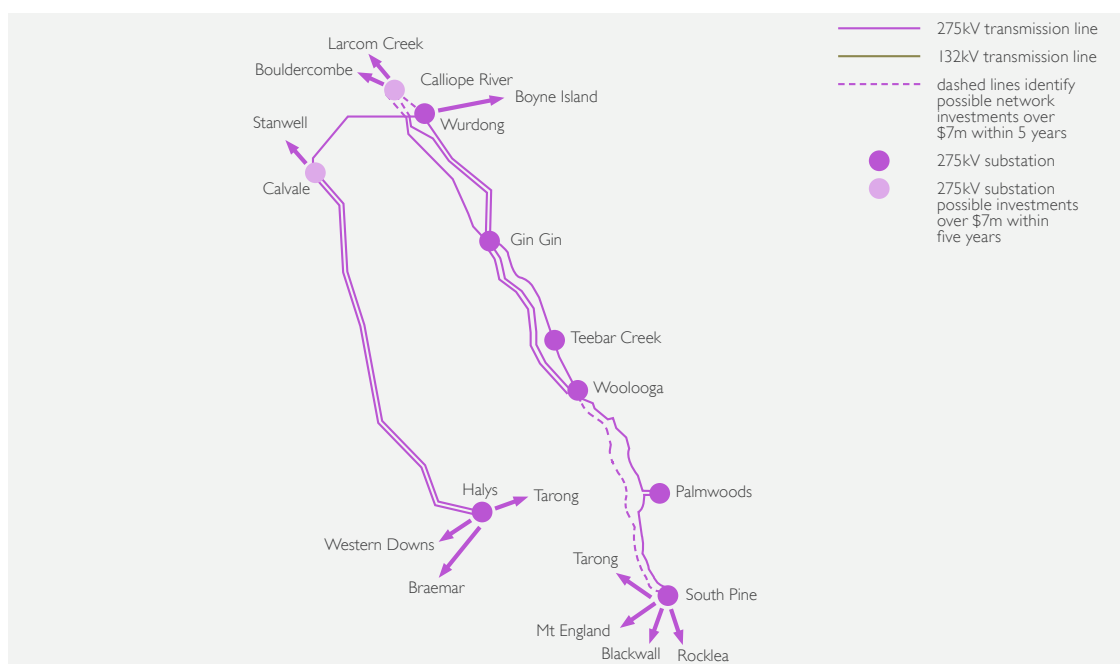 275kV transmission line
132kV transmission line
dashed lines identify
possible network
investments over
$7m within 5 years
275kV substation
275kV substation
possible investments
over $7m within
five years
Larcom Creek
Bouldercombe
Calliope River
Boyne Island
Wurdong
Stanwell
Calvale
Gin Gin
Teebar Creek
Woolooga
Halys
Tarong
Palmwoods
Western Downs
Braemar
Tarong
South Pine
Mt England
Blackwall
Rocklea